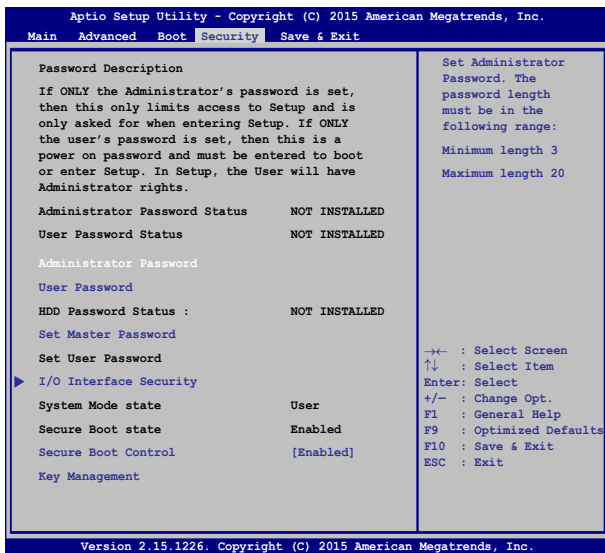 Aptio Setup Utility - Copyright (C) 2015 American Megatrends, Inc.
Main Advanced Boot Security Save & Exit
Password Description
If ONLY the Administrator's password is set,
then this only limits access to Setup and is
only asked for when entering Setup. If ONLY
the user's password is set, then this is a
power on password and must be entered to boot
or enter Setup. In Setup, the User will have
Administrator rights.
Administrator Password Status NOT INSTALLED
User Password Status NOT INSTALLED
Administrator Password
User Password
HDD Password Status : NOT INSTALLED
Set Master Password
Set User Password
I/O Interface Security
System Mode state User
Secure Boot state Enabled
Secure Boot Control [Enabled]
Key Management
Set Administrator
Password. The
password length
must be in the
following range:
Minimum length 3
Maximum length 20
→← : Select Screen
↑↓ : Select Item
Enter: Select
+/— : Change Opt.
F1 : General Help
F9 : Optimized Defaults
F10 : Save & Exit
ESC : Exit
Version 2.15.1226. Copyright (C) 2015 American Megatrends, Inc.